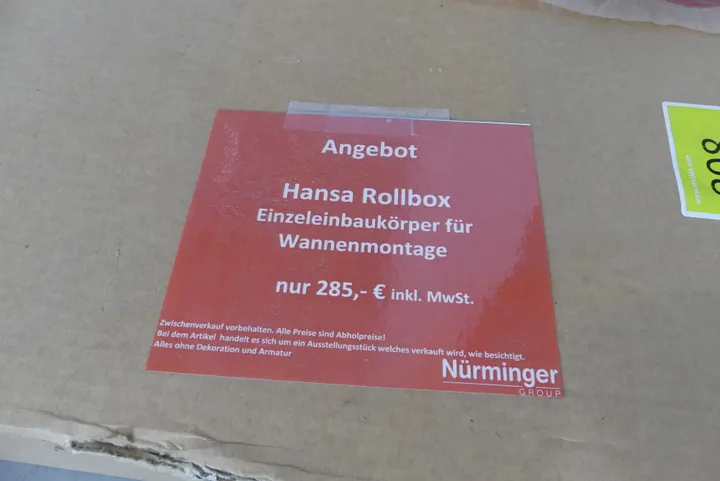 Angebot
Hansa Rollbox
Einzeleinbaukörper für
Wannenmontage
nur 285,- € inkl. MwSt.
Zwischenverkauf vorbehalten. Alle Preise sind Abholpreise!
Bei dem Artikel handelt es sich um ein Ausstellungsstück welches verkauft wird, wie besichtigt.
Alles ohne Dekoration und Armatur
Nürminger
GROUP